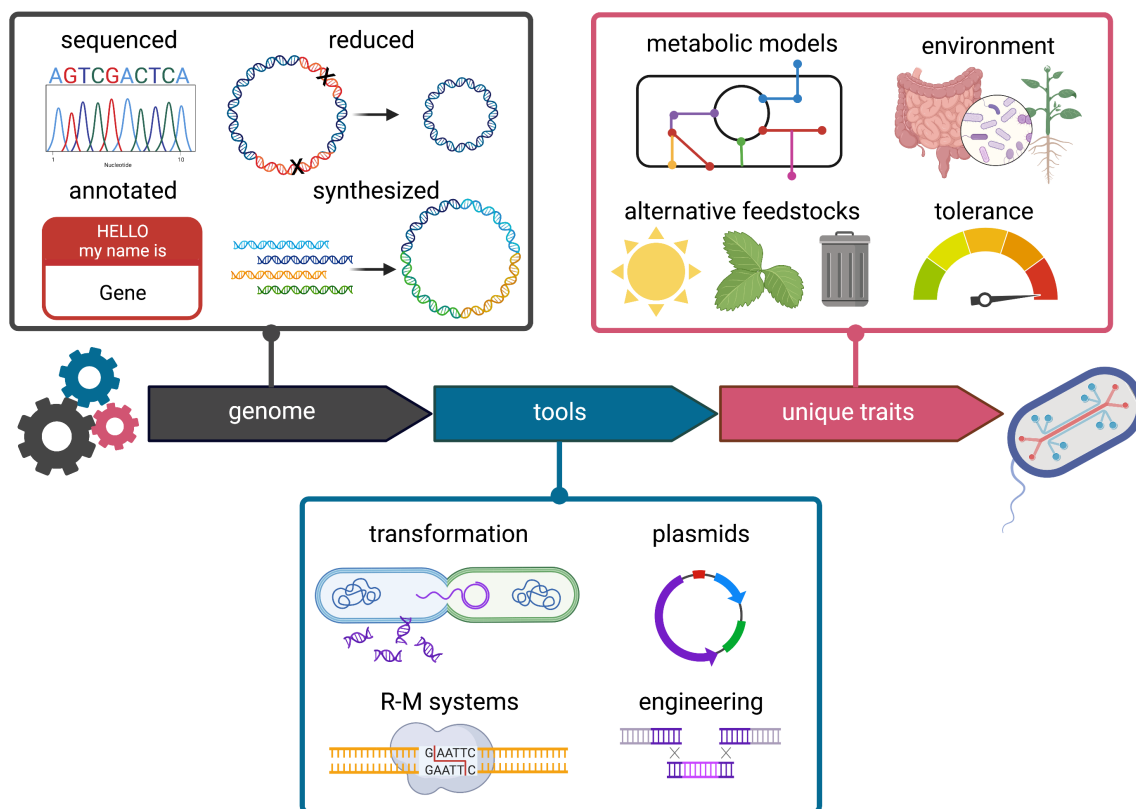 sequenced
reduced
AGTCGACTCA
1
10
Nucleotide
annotated
synthesized
HELLO
my name is
Gene
metabolic models
environment
alternative feedstocks
tolerance
genome
tools
unique traits
transformation
plasmids
R-M systems
engineering
GAATTC
GAATTC